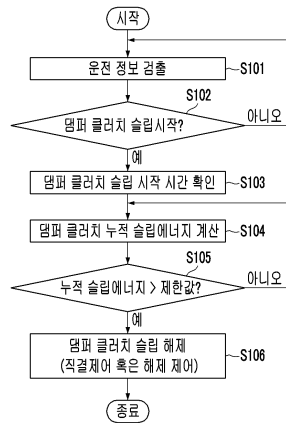 시작
운전 정보 검출
S101
S102
댐퍼 클러치 슬립시작?
아니오
예
댐퍼 클러치 슬립 시작 시간 확인
S103
댐퍼 클러치 누적 슬립에너지 계산
S104
S105
누적 슬립에너지 > 제한값?
아니오
예
댐퍼 클러치 슬립 해제
(직결제어 혹은 해제 제어)
S106
종료